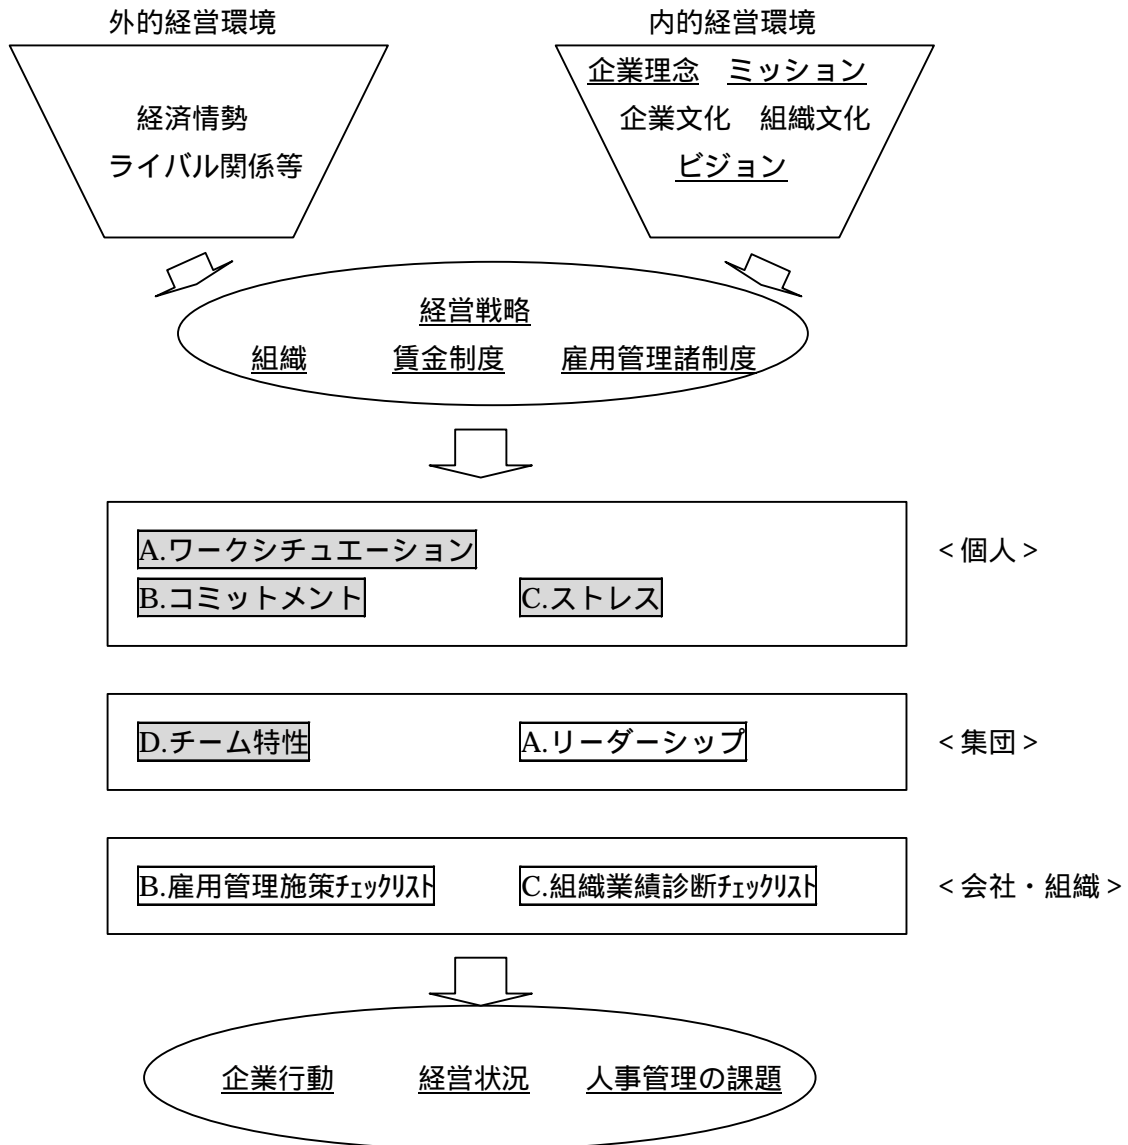 外的経営環境
内的経営環境
経済情勢
ライバル関係等
企業理念　ミッション
企業文化　組織文化
ビジョン
経営戦略
組織　賃金制度　雇用管理諸制度
A.ワークシチュエーション
B.コミットメント　C.ストレス
＜個人＞
D.チーム特性　A.リーダーシップ
＜集団＞
B.雇用管理施策ﾁｪｯｸﾘｽﾄ　C.組織業績診断ﾁｪｯｸﾘｽﾄ
＜会社・組織＞
企業行動　経営状況　人事管理の課題